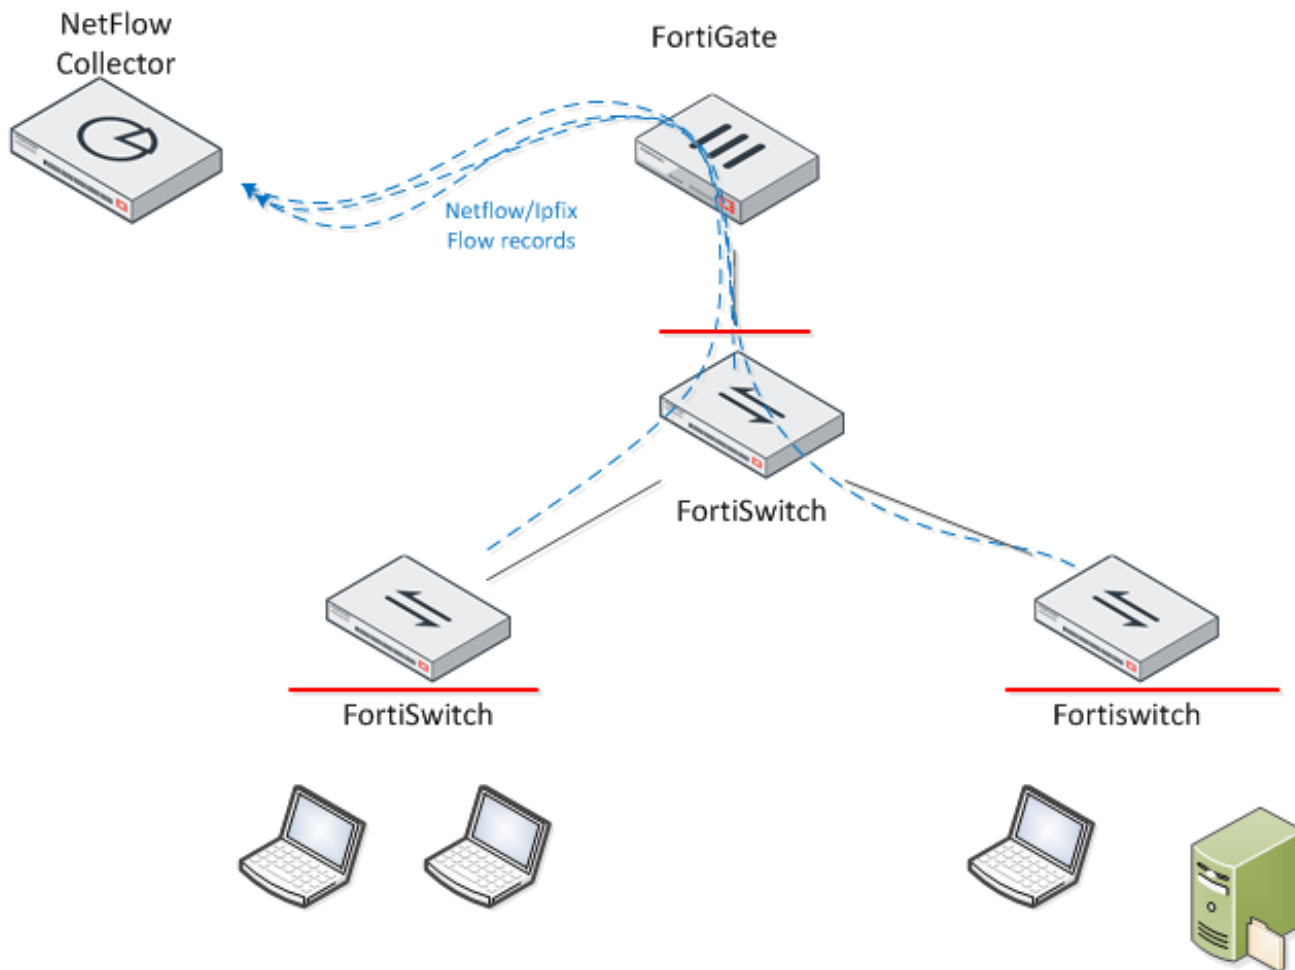 NetFlow
Collector
FortiGate
Netflow/Ipfix
Flow records
FortiSwitch
FortiSwitch
Fortiswitch